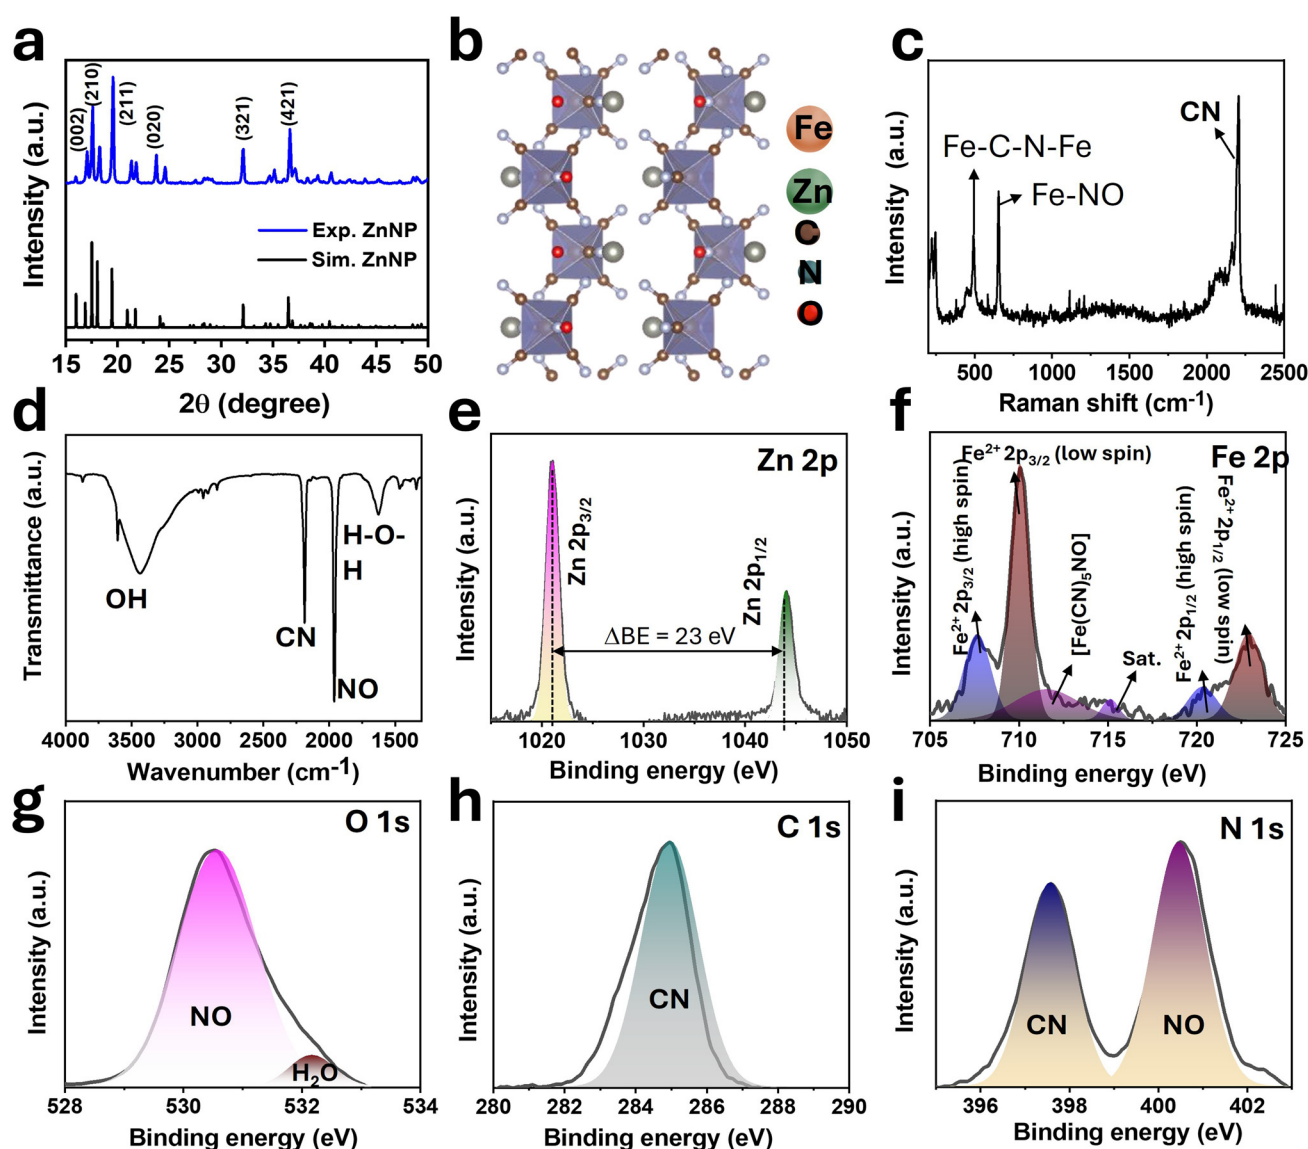 a
Intensity (a.u.)
(002)
(210)
(211)
(020)
(321)
(421)
Exp. ZnNP
Sim. ZnNP
15 20 25 30 35 40 45 50
2θ (degree)
b
Fe
Zn
C
N
O
c
Intensity (a.u.)
Fe-C-N-Fe
Fe-NO
CN
500 1000 1500 2000 2500
Raman shift (cm-1)
d
Transmittance (a.u.)
OH
CN
NO
H-O-
H
4000 3500 3000 2500 2000 1500
Wavenumber (cm-1)
e
Intensity (a.u.)
Zn 2p
Zn 2p3/2
Zn 2p1/2
ΔBE = 23 eV
1020 1030 1040 1050
Binding energy (eV)
f
Intensity (a.u.)
Fe 2p
Fe2+ 2p3/2 (high spin)
Fe2+ 2p3/2 (low spin)
[Fe(CN)5NO]
Sat.
Fe2+ 2p1/2 (high spin)
Fe2+ 2p1/2 (low
spin)
705 710 715 720 725
Binding energy (eV)
g
Intensity (a.u.)
O 1s
NO
H2O
528 530 532 534
Binding energy (eV)
h
Intensity (a.u.)
C 1s
CN
280 282 284 286 288 290
Binding energy (eV)
i
Intensity (a.u.)
N 1s
CN
NO
396 398 400 402
Binding energy (eV)